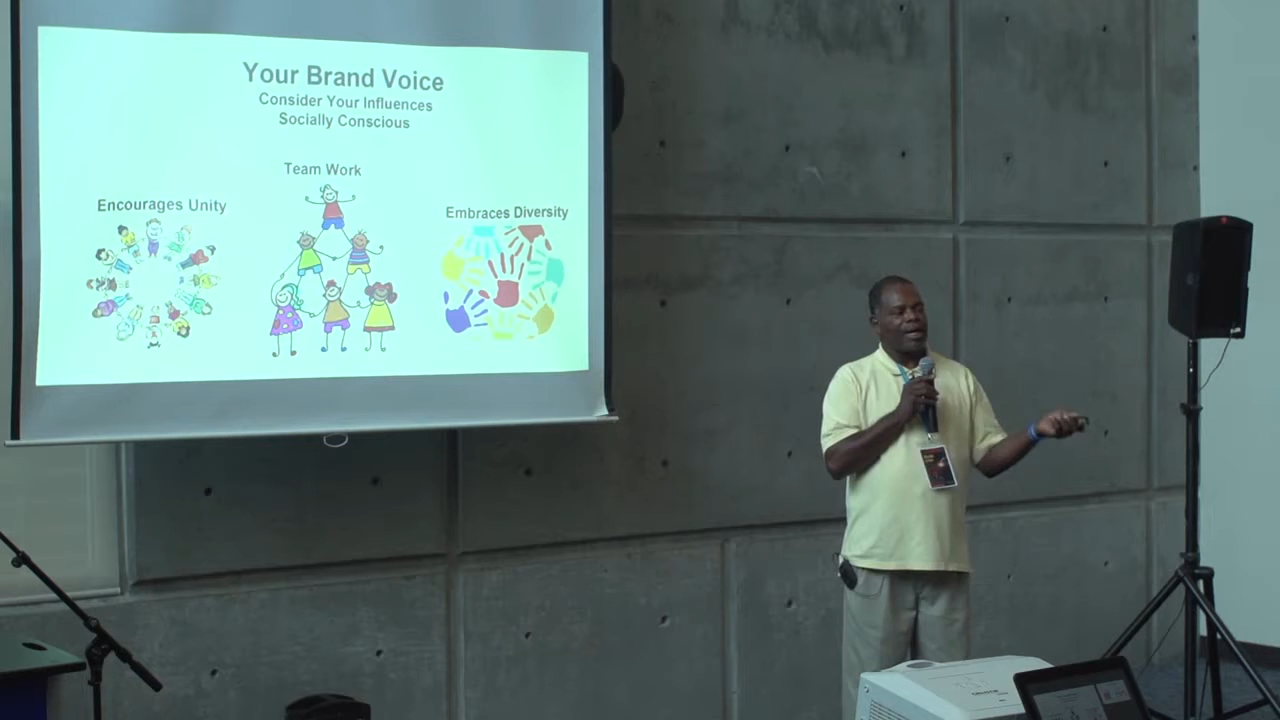 Your Brand Voice
Consider Your Influences
Socially Conscious
Team Work
Encourages Unity
Embraces Diversity